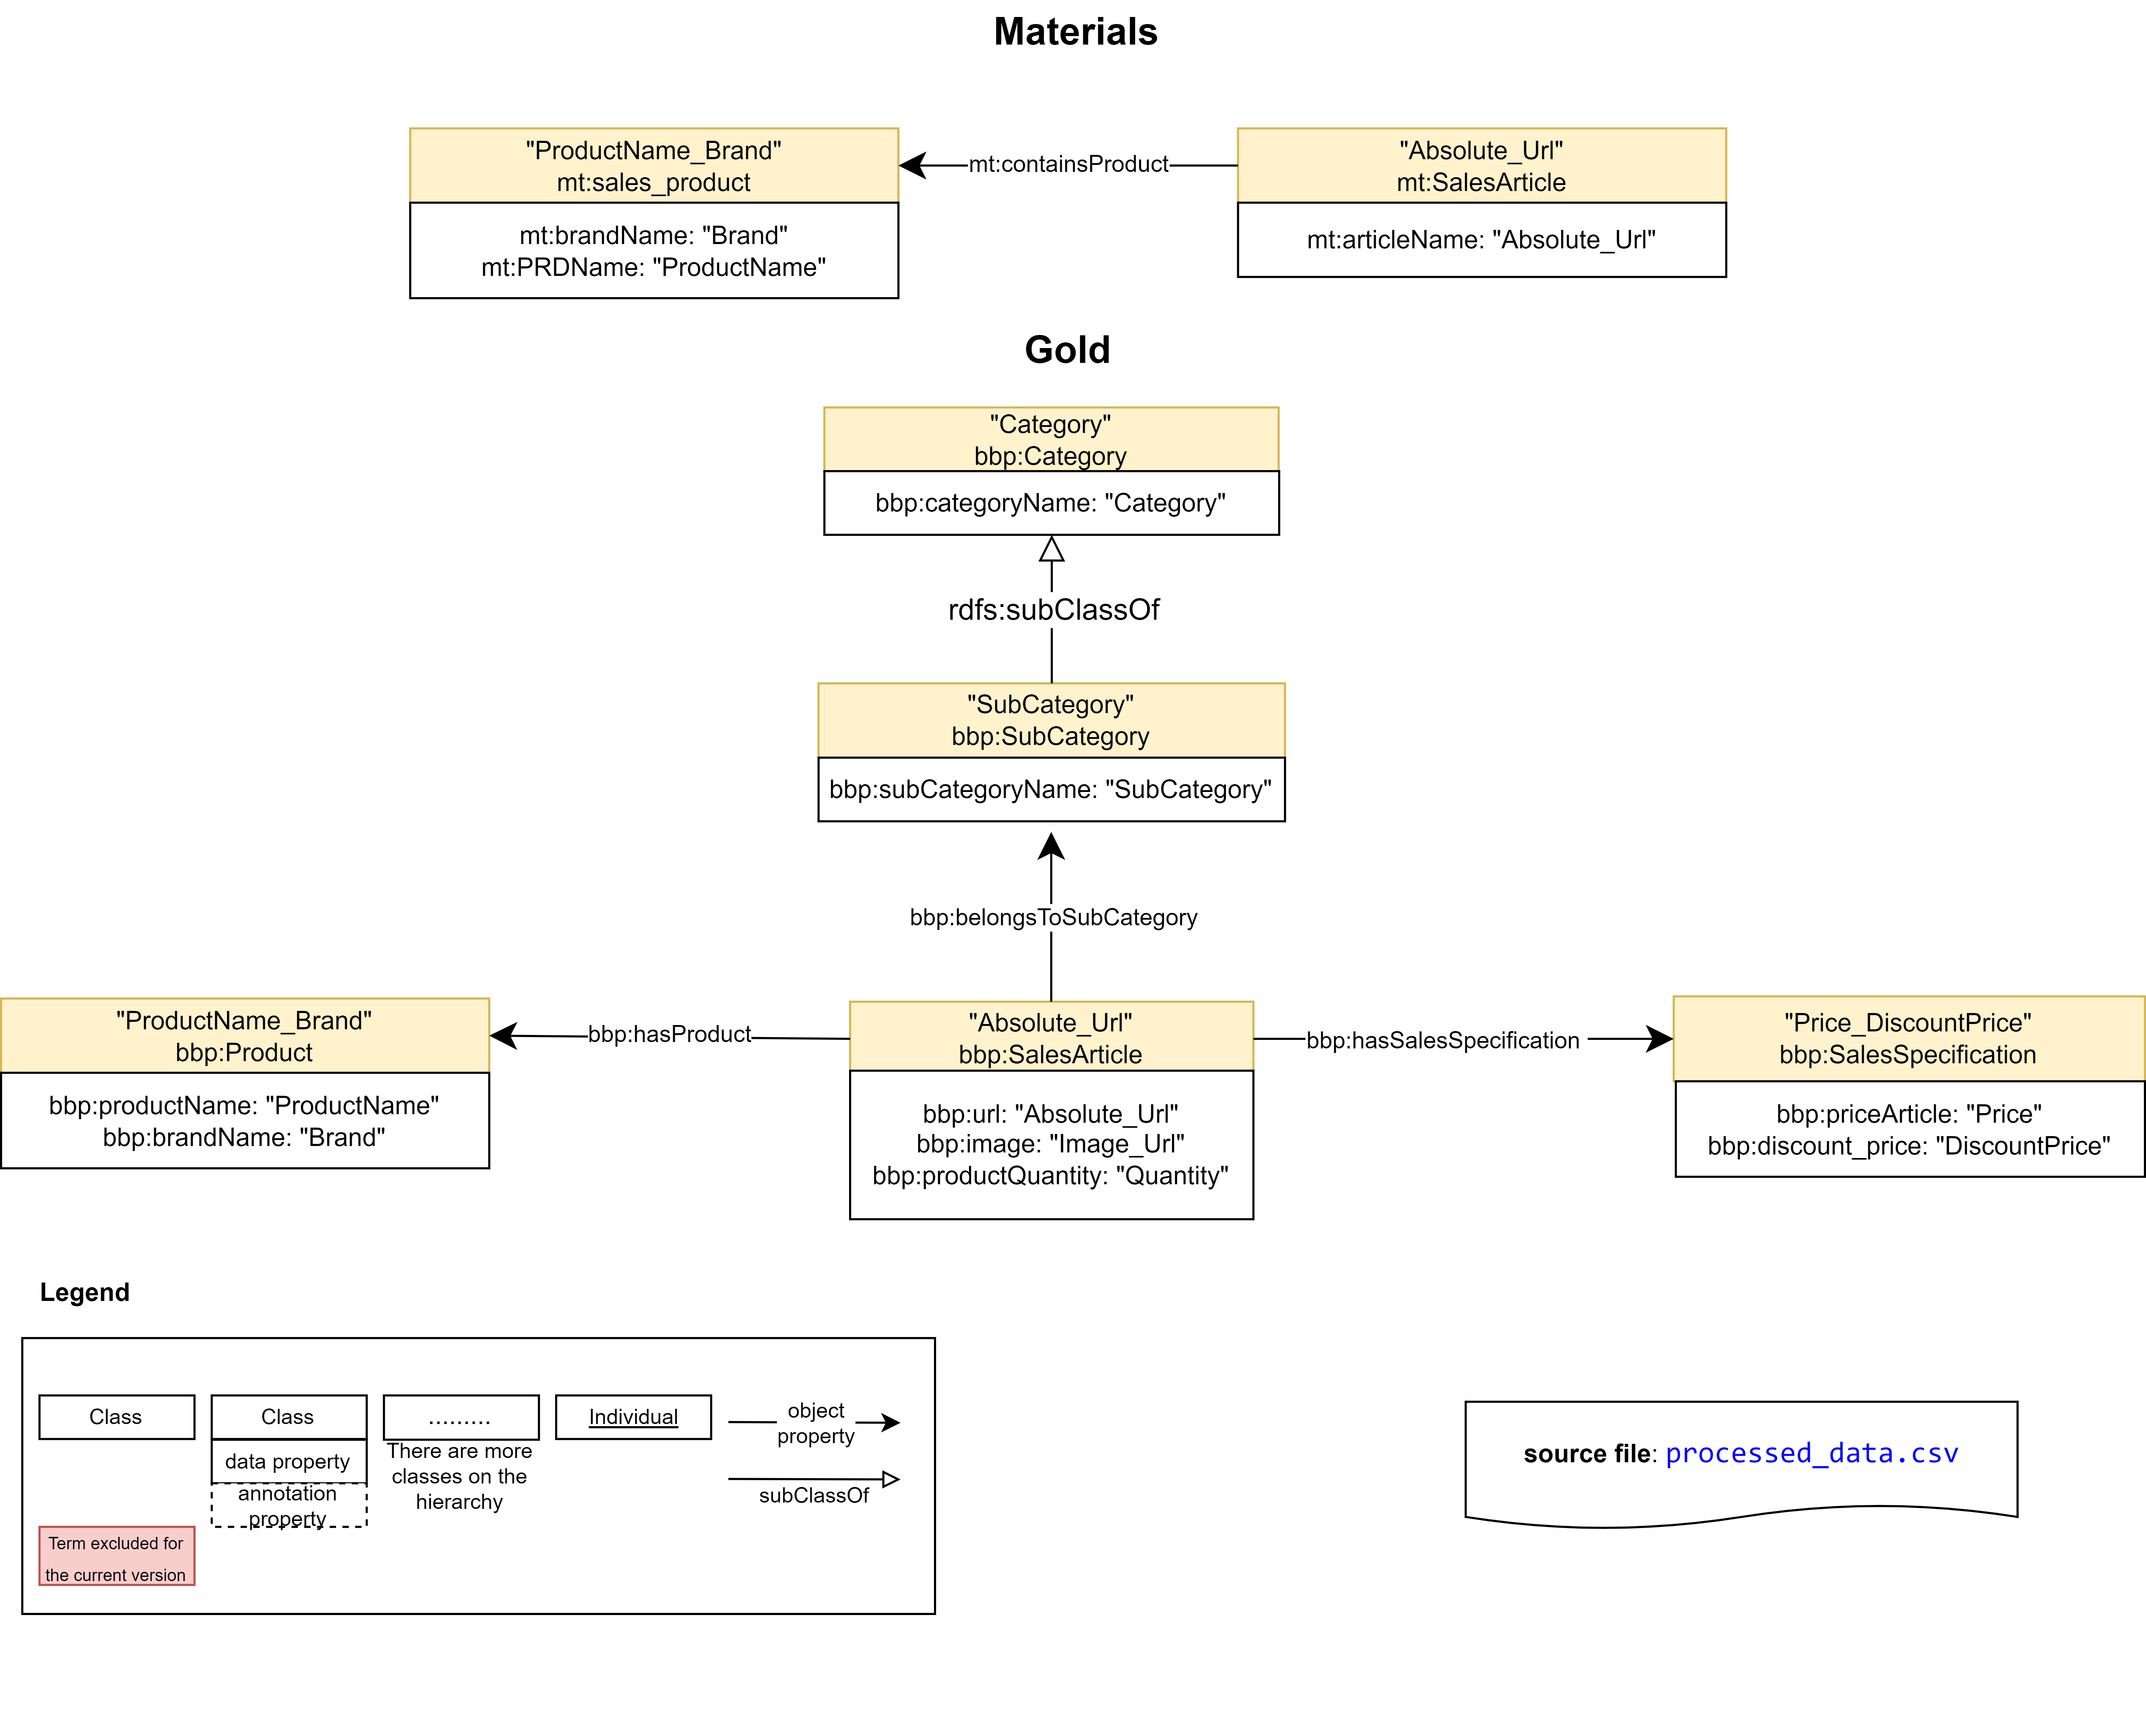 Materials
"ProductName_Brand"
mt:sales_product
mt:brandName: "Brand"
mt:PRDName: "ProductName"
mt:containsProduct
"Absolute_Url"
mt:SalesArticle
mt:articleName: "Absolute_Url"
Gold
"Category"
bbp:Category
bbp:categoryName: "Category"
rdfs:subClassOf
"SubCategory"
bbp:SubCategory
bbp:subCategoryName: "SubCategory"
bbp:belongsToSubCategory
"ProductName_Brand"
bbp:Product
bbp:productName: "ProductName"
bbp:brandName: "Brand"
bbp:hasProduct
"Absolute_Url"
bbp:SalesArticle
bbp:url: "Absolute_Url"
bbp:image: "Image_Url"
bbp:productQuantity: "Quantity"
bbp:hasSalesSpecification
"Price_DiscountPrice"
bbp:SalesSpecification
bbp:priceArticle: "Price"
bbp:discount_price: "DiscountPrice"
Legend
Class
Class
data property
annotation
property
.........
There are more
classes on the
hierarchy
Individual
object
property
subClassOf
Term excluded for
the current version
source file: processed_data.csv